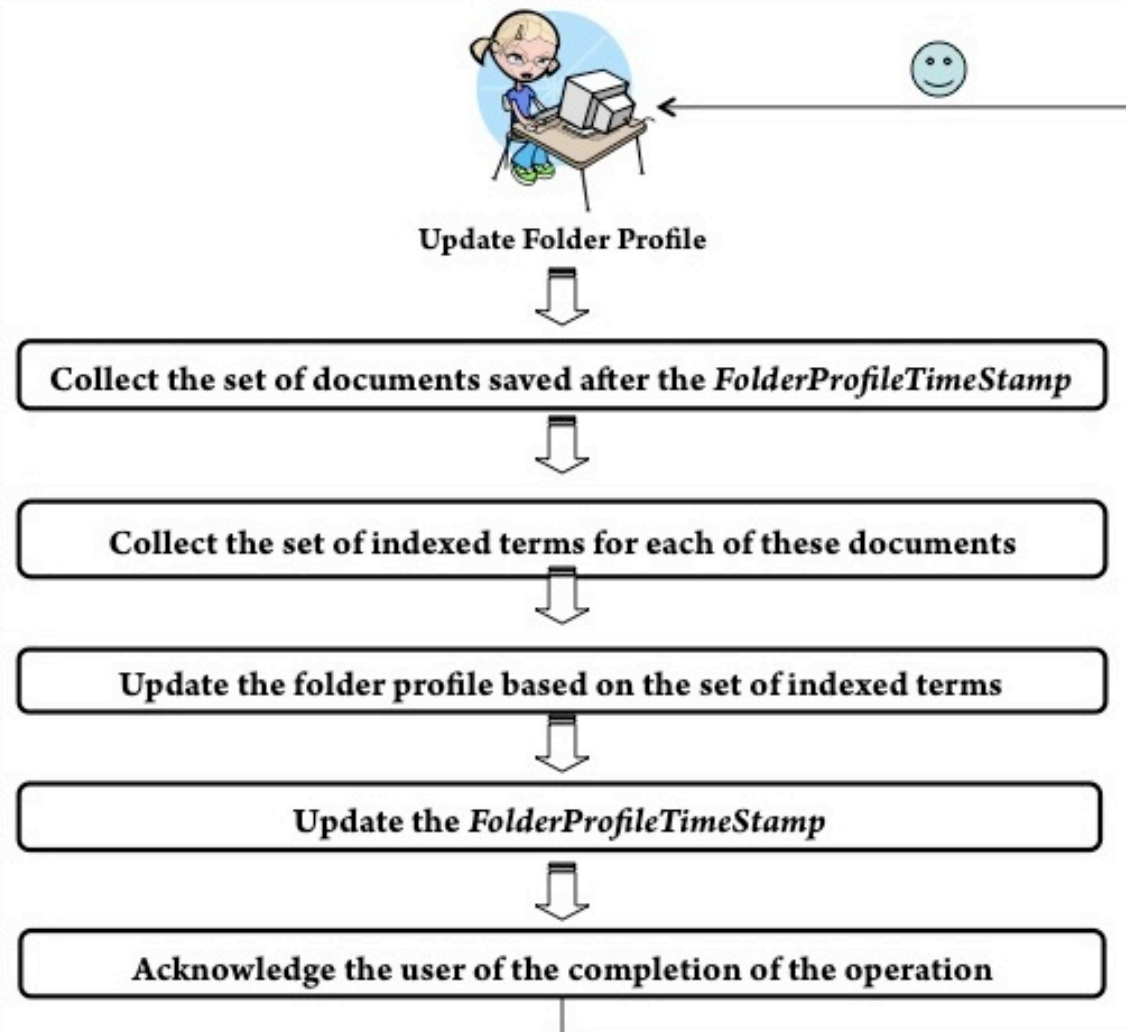 Update Folder Profile
Collect the set of documents saved after the FolderProfileTimeStamp
Collect the set of indexed terms for each of these documents
Update the folder profile based on the set of indexed terms
Update the FolderProfileTimeStamp
Acknowledge the user of the completion of the operation